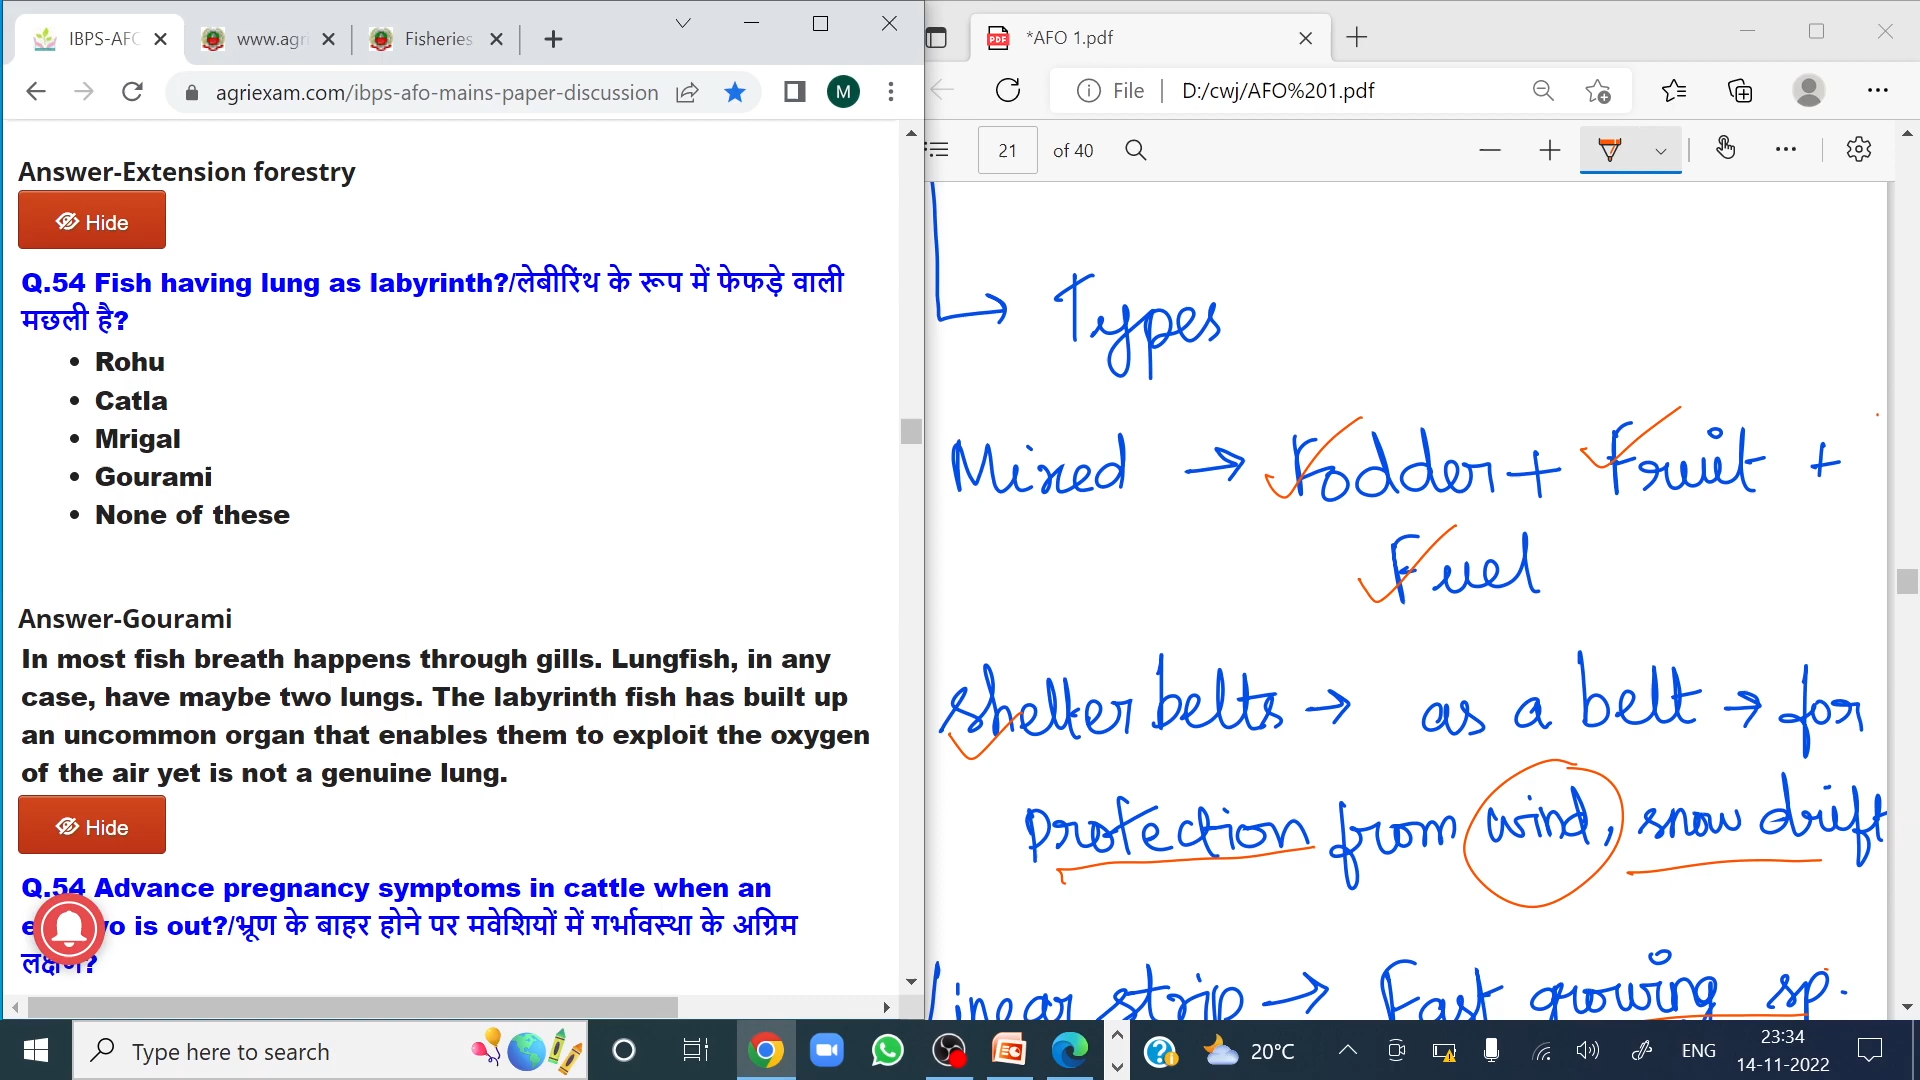 IBPS-AFC
www.agri
Fisheries
agriexam.com/ibps-afo-mains-paper-discussion
M
Answer-Extension forestry
Hide
Q.54 Fish having lung as labyrinth?/लेबीरिंथ के रूप में फेफड़े वाली
मछली है?
• Rohu
• Catla
• Mrigal
• Gourami
• None of these
Answer-Gourami
In most fish breath happens through gills. Lungfish, in any
case, have maybe two lungs. The labyrinth fish has built up
an uncommon organ that enables them to exploit the oxygen
of the air yet is not a genuine lung.
Hide
Q.54 Advance pregnancy symptoms in cattle when an
yo is out?/भ्रूण के बाहर होने पर मवेशियों में गर्भावस्था के अग्रिम
लक्षण?
*AFO 1.pdf
PDF
File | D:/cwj/AFO%201.pdf
21 of 40
Types
Mixed → Fodder + Fruit +
Fuel
shelter belts → as a belt → for
Protection from wind, snow drift
Linear strip → Fast growing sp.
Type here to search
20°C
ENG
23:34
14-11-2022